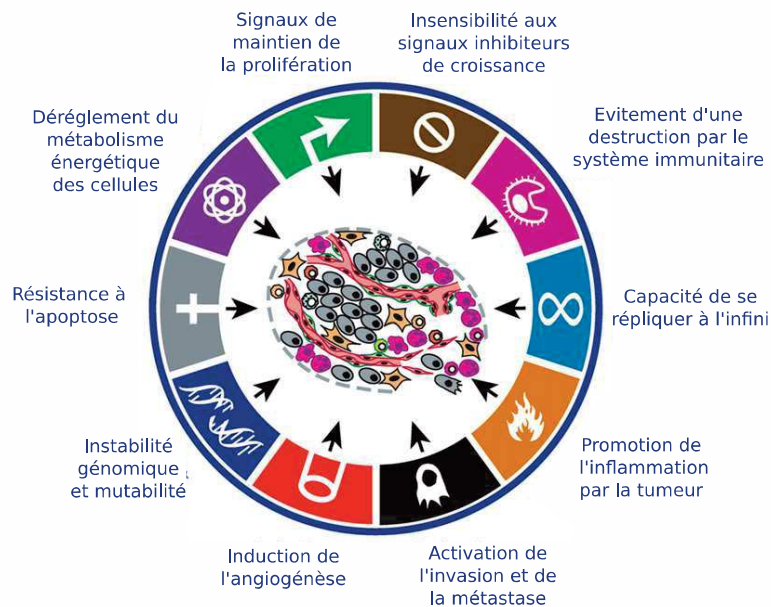 Signaux de
maintien de
la prolifération
Insensibilité aux
signaux inhibiteurs
de croissance
Evitement d'une
destruction par le
système immunitaire
Capacité de se
répliquer à l'infini
Promotion de
l'inflammation
par la tumeur
Activation de
l'invasion et de
la métastase
Induction de
l'angiogénèse
Instabilité
génomique
et mutabilité
Résistance à
l'apoptose
Déréglement du
métabolisme
énergétique
des cellules